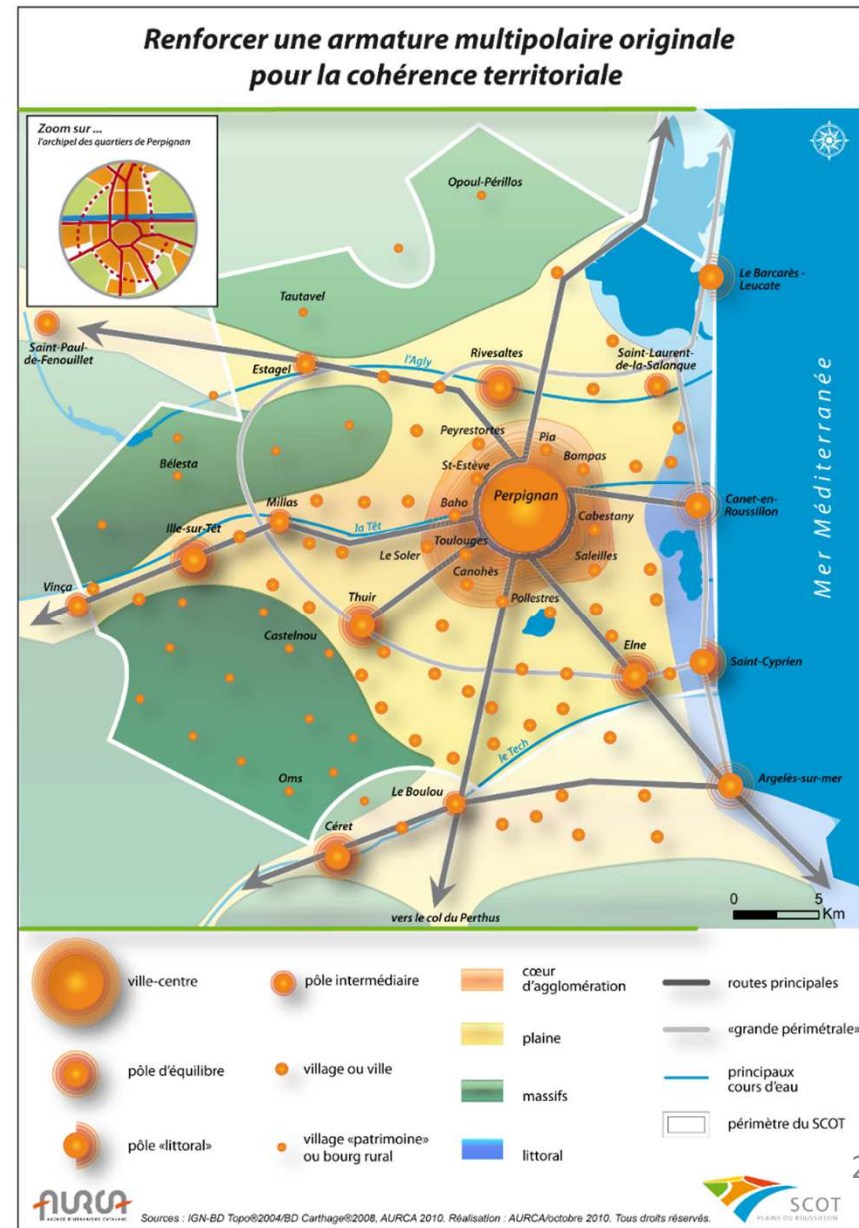 Renforcer une armature multipolaire originale
pour la cohérence territoriale
Zoom sur ...
l'archipel des quartiers de Perpignan
Opoul-Périllos
Le Barcarès -
Leucate
Tautavel
Saint-Paul-
de-Fenouillet
Estagel
l'Agly
Rivesaltes
Saint-Laurent-
de-la-Salanque
Peyrestortes
Pia
Bompas
St-Estève
Bélesta
Perpignan
Mer Méditerranée
Millas
Baho
Canet-en-
Roussillon
Ille-sur-Têt
la Têt
Cabestany
Toulouges
Le Soler
Saleilles
Canohès
Vinça
Thuir
Pollestres
Castelnou
Elne
Saint-Cyprien
le Tech
Oms
Le Boulou
Argelès-sur-mer
Céret
0 5
Km
vers le col du Perthus
ville-centre
pôle intermédiaire
cœur
d'agglomération
routes principales
pôle d'équilibre
village ou ville
plaine
«grande périmétrale»
massifs
principaux
cours d'eau
pôle «littoral»
village «patrimoine»
ou bourg rural
littoral
périmètre du SCOT
2
AURCA
AGENCE D'URBANISME CATALANE
Sources : IGN-BD Topo®2004/BD Carthage®2008, AURCA 2010. Réalisation : AURCA/octobre 2010. Tous droits réservés.
SCOT
PLAINE DU ROUSSILLON